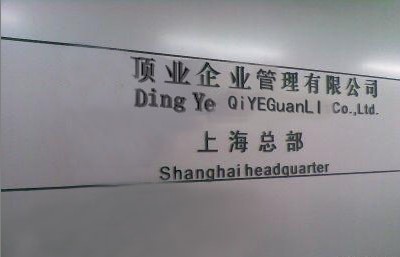 顶业企业管理有限公司
Ding Ye QiYEGuanLI Co.,Ltd.
上海总部
Shanghai headquarter